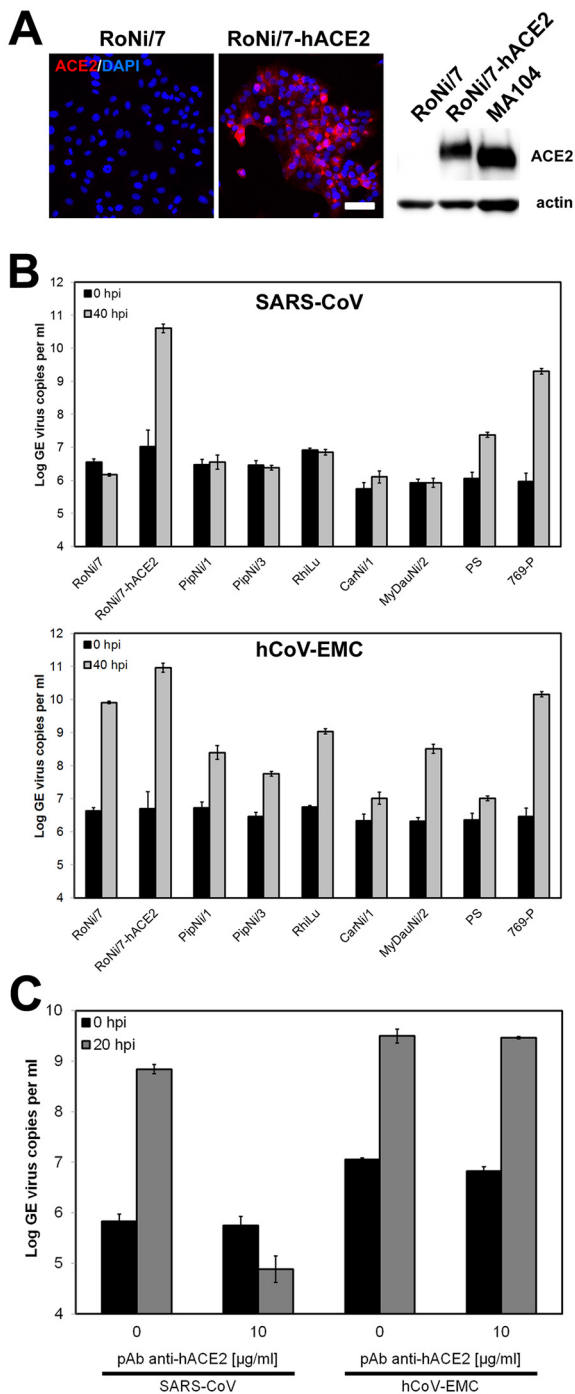 A
RoNi/7
RoNi/7-hACE2
ACE2/DAPI
RoNi/7
RoNi/7-hACE2
MA104
ACE2
actin
B
SARS-CoV
0 hpi
40 hpi
Log GE virus copies per ml
12
11
10
9
8
7
6
5
4
RoNi/7
RoNi/7-hACE2
PipNi/1
PipNi/3
RhiLu
CarNi/1
MyDauNi/2
PS
769-P
hCoV-EMC
0 hpi
40 hpi
Log GE virus copies per ml
12
11
10
9
8
7
6
5
4
RoNi/7
RoNi/7-hACE2
PipNi/1
PipNi/3
RhiLu
CarNi/1
MyDauNi/2
PS
769-P
C
0 hpi
20 hpi
Log GE virus copies per ml
10
9
8
7
6
5
4
0 10 0 10
pAb anti-hACE2 [µg/ml] pAb anti-hACE2 [µg/ml]
SARS-CoV hCoV-EMC